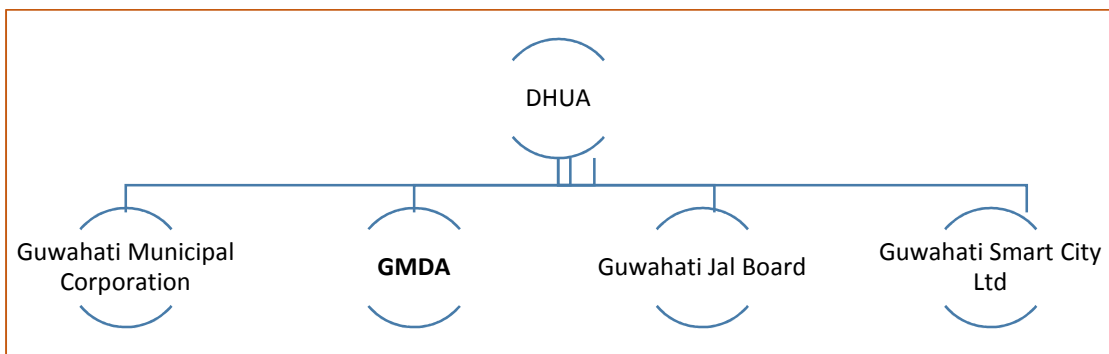 DHUA
Guwahati Municipal
Corporation
GMDA
Guwahati Jal Board
Guwahati Smart City
Ltd